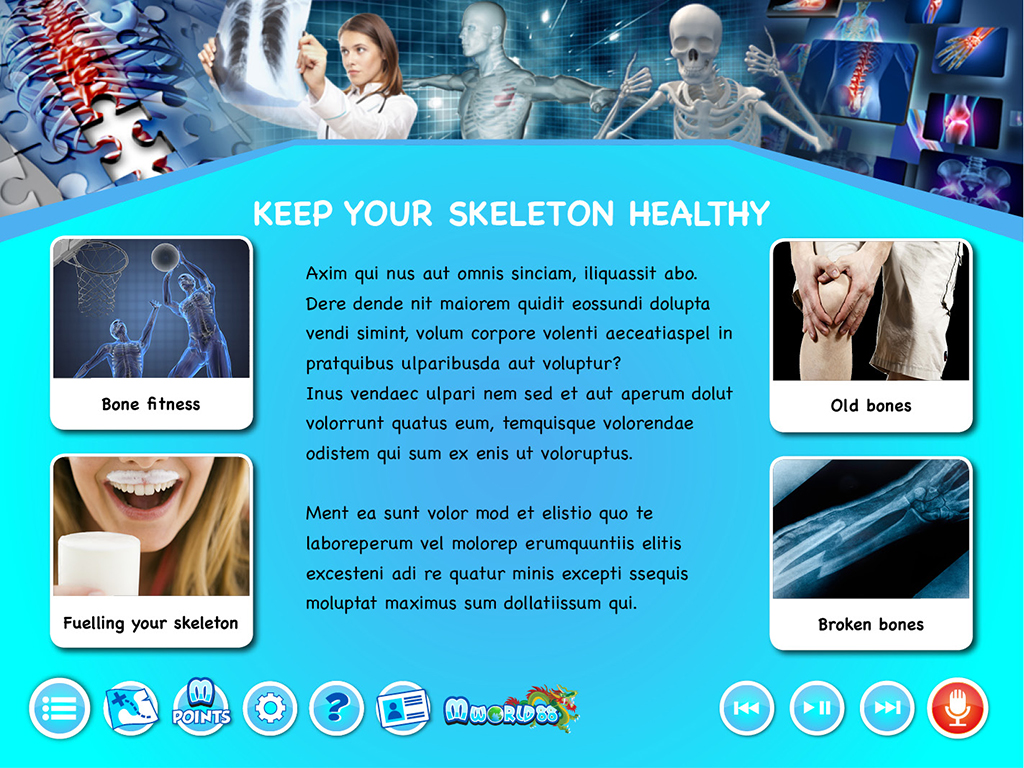 KEEP YOUR SKELETON HEALTHY
Axim qui nus aut omnis sinciam, iliquassit abo.
Dere dende nit maiorem quidit eossundi dolupta
vendi simint, volum corpore volenti aeceatiaspel in
pratquibus ulparibusda aut voluptur?
Inus vendaec ulpari nem sed et aut aperum dolut
volorrunt quatus eum, temquisque volorendae
odistem qui sum ex enis ut voloruptus.
Ment ea sunt volor mod et elistio quo te
laboreperum vel molorep erumquuntiis elitis
excesteni adi re quatur minis excepti ssequis
moluptat maximus sum dollatiissum qui.
Bone fitness
Fuelling your skeleton
Old bones
Broken bones
M
POINTS
?
MWORLD88